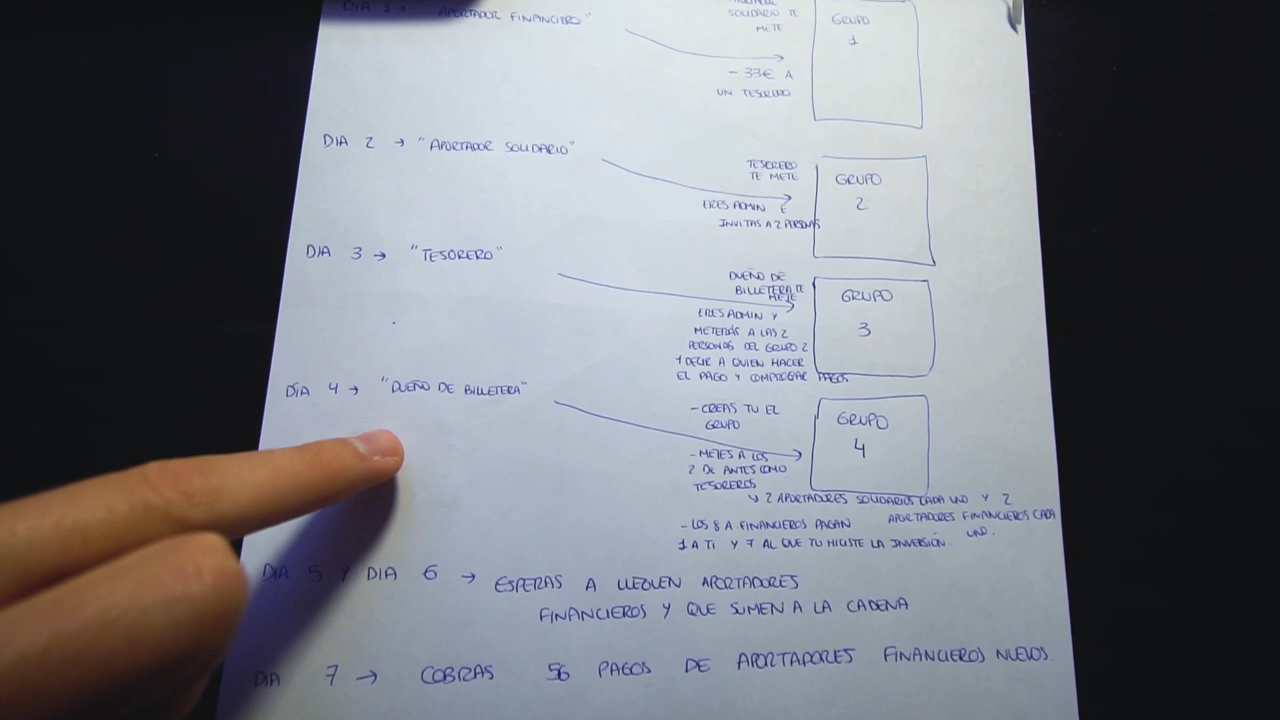 DIA 1 → "APORTADOR FINANCIERO"
SOLIDARIO TE
METE
- 33€ A
UN TESORERO
GRUPO
1
DIA 2 → "APORTADOR SOLIDARIO"
TESORERO
TE METE
ERES ADMIN E
INVITAS A 2 PERSONAS
GRUPO
2
DIA 3 → "TESORERO"
DUEÑO DE
BILLETERA TE
METE
ERES ADMIN Y
METERÁS A LAS 2
PERSONAS DEL GRUPO 2
Y DECIR A QUIEN HACER
EL PAGO Y COMPROBAR PAGOS
GRUPO
3
DÍA 4 → "DUEÑO DE BILLETERA"
- CREAS TU EL
GRUPO
- METES A LOS
2 DE ANTES COMO
TESOREROS
↳ 2 APORTADORES SOLIDARIOS CADA UNO Y 2
APORTADORES FINANCIEROS CADA
UNO.
- LOS 8 A FINANCIEROS PAGAN
1 A TI Y 7 AL QUE TU HICISTE LA INVERSIÓN.
GRUPO
4
DIA 5 Y DIA 6 → ESPERAS A LLEGUEN APORTADORES
FINANCIEROS Y QUE SUMEN A LA CADENA
DIA 7 → COBRAS 56 PAGOS DE APORTADORES FINANCIEROS NUEVOS.